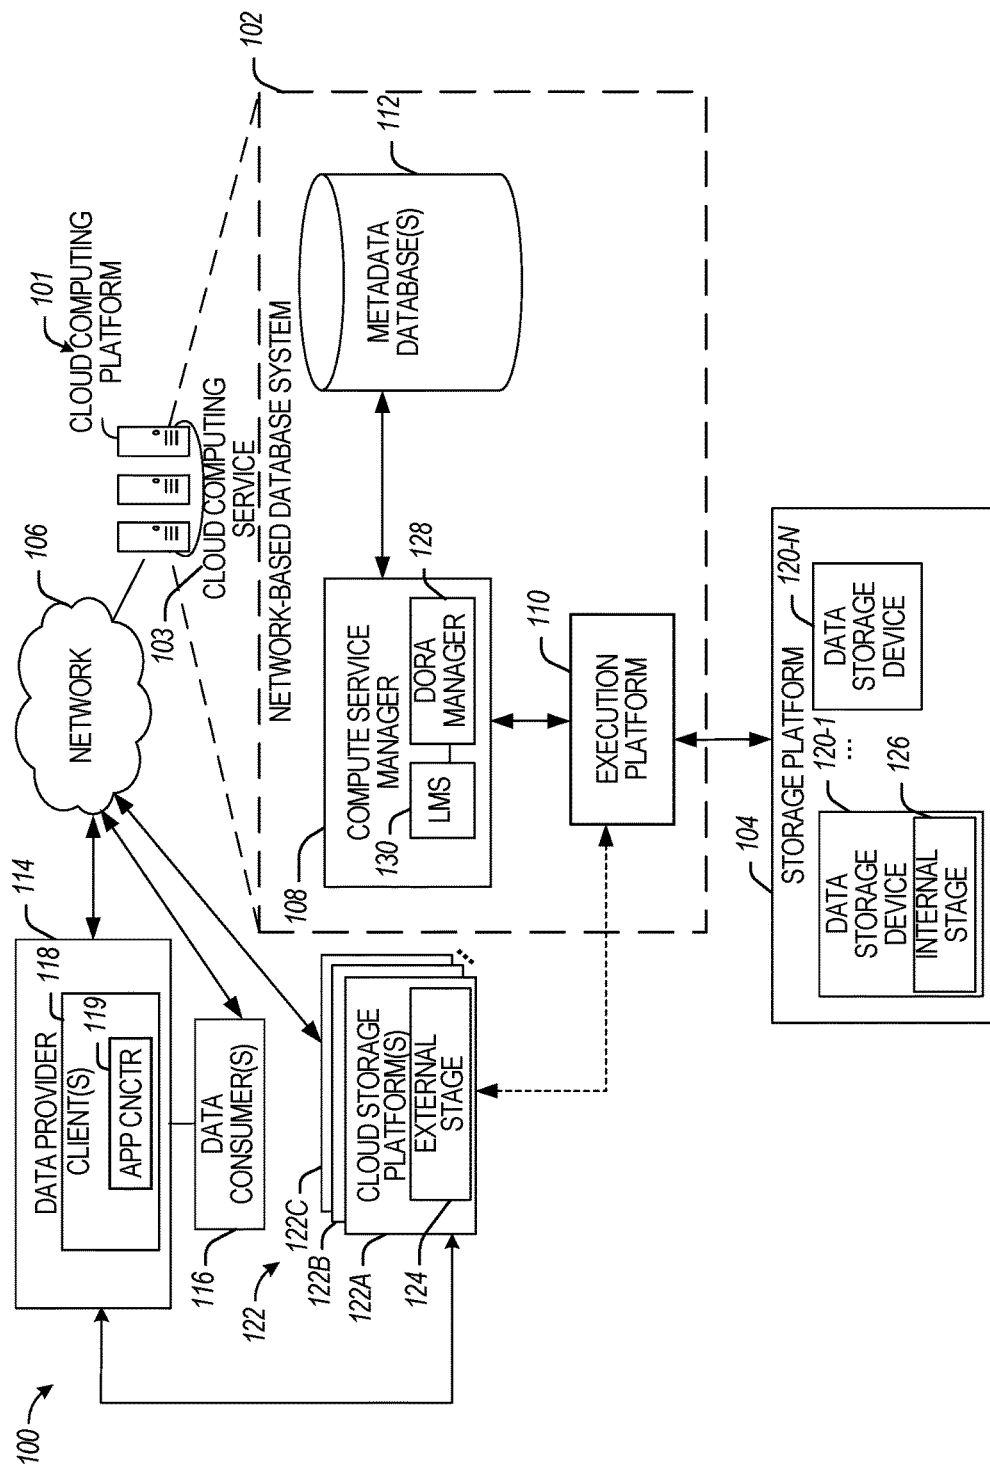 100
114
DATA PROVIDER
118
CLIENT(S)
119
APP CNCTR
116
DATA
CONSUMER(S)
122
122C
122B
122A
CLOUD STORAGE
PLATFORM(S)
EXTERNAL
STAGE
124
106
NETWORK
101
CLOUD COMPUTING
PLATFORM
103
CLOUD COMPUTING
SERVICE
102
NETWORK-BASED DATABASE SYSTEM
108
COMPUTE SERVICE
MANAGER
130
LMS
128
DORA
MANAGER
112
METADATA
DATABASE(S)
110
EXECUTION
PLATFORM
104
STORAGE PLATFORM
120-1
DATA
STORAGE
DEVICE
126
INTERNAL
STAGE
...
120-N
DATA
STORAGE
DEVICE